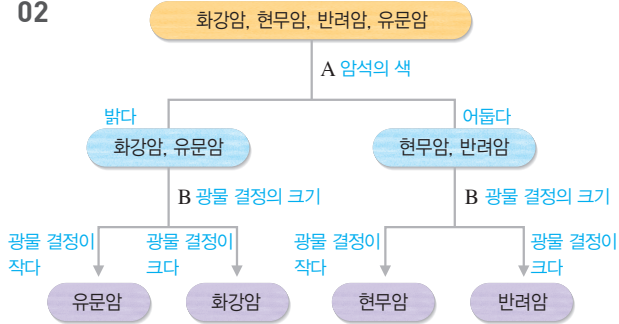 02
화강암, 현무암, 반려암, 유문암
A 암석의 색
밝다
어둡다
화강암, 유문암
현무암, 반려암
B 광물 결정의 크기
B 광물 결정의 크기
광물 결정이
작다
광물 결정이
크다
광물 결정이
작다
광물 결정이
크다
유문암
화강암
현무암
반려암